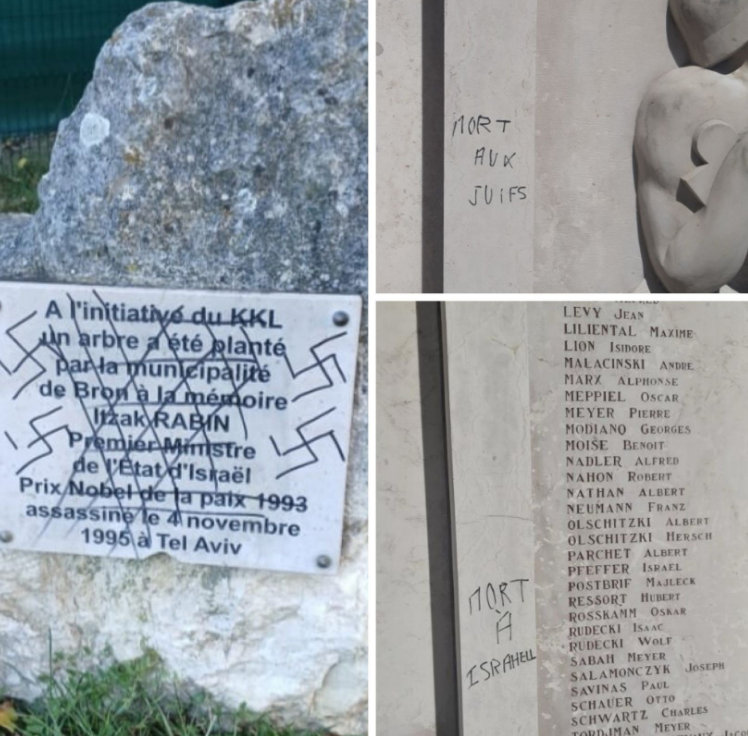 A l'initiative du KKL
un arbre a été planté
par la municipalité
de Bron à la mémoire
Itzak RABIN
Premier Ministre
de l'État d'Israël
Prix Nobel de la paix 1993
assassiné le 4 novembre
1995 à Tel Aviv
MORT
AUX
JUIFS
LEVY JEAN
LILIENTAL MAXIME
LION ISIDORE
MALACINSKI ANDRE
MARX ALPHONSE
MEPPIEL OSCAR
MEYER PIERRE
MODIANO GEORGES
MOISE BENOIT
NADLER ALFRED
NAHON ROBERT
NATHAN ALBERT
NEUMANN FRANZ
OLSCHITZKI ALBERT
OLSCHITZKI HERSCH
PARCHET ALBERT
PFEFFER ISRAEL
POSTBRIF MAJLECK
RESSORT HUBERT
ROSSKAMM OSKAR
RUDECKI ISAAC
RUDECKI WOLF
SABAH MEYER
SALAMONCZYK JOSEPH
SAVINAS PAUL
SCHAUER OTTO
SCHWARTZ CHARLES
TORDJMAN MEYER
MORT
À
ISRAHELL